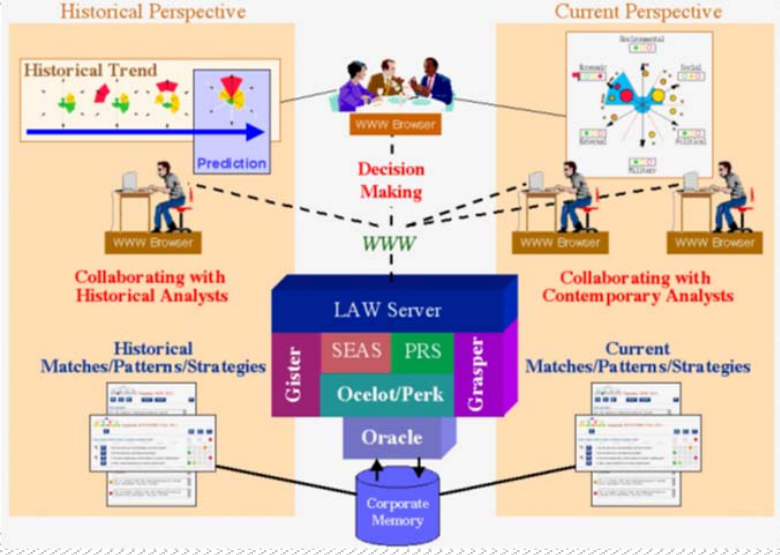 Historical Perspective
Current Perspective
Historical Trend
Prediction
WWW Browser
Environmental
Economic
Social
External
Political
Military
Decision
Making
WWW Browser
WWW Browser
WWW Browser
WWW
Collaborating with
Historical Analysts
Collaborating with
Contemporary Analysts
LAW Server
Gister
SEAS
PRS
Grasper
Ocelot/Perk
Oracle
Historical
Matches/Patterns/Strategies
Current
Matches/Patterns/Strategies
Corporate
Memory